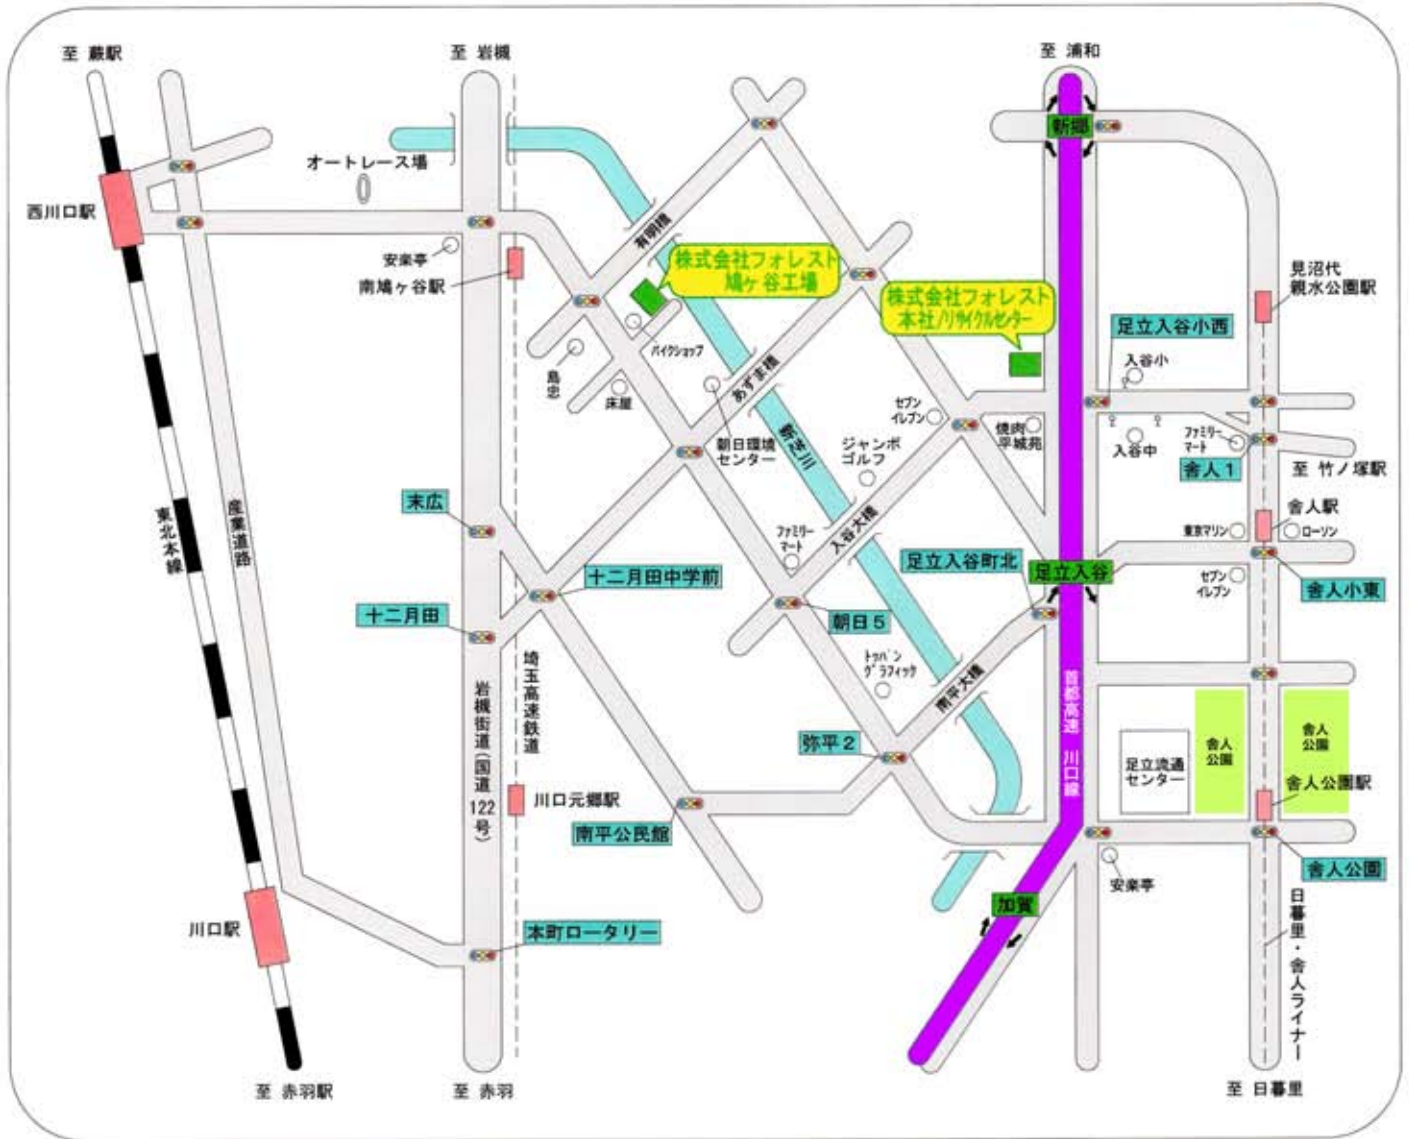 至 蕨駅
至 岩槻
至 浦和
新郷
オートレース場
西川口駅
有明橋
安楽亭
南鳩ヶ谷駅
株式会社フォレスト
鳩ヶ谷工場
株式会社フォレスト
本社/リサイクルセンター
見沼代
親水公園駅
足立入谷小西
バイクショップ
島忠
床屋
あずま橋
入谷小
セブン
イレブン
焼肉
平城苑
入谷中
ファミリー
マート
舎人1
至 竹ノ塚駅
朝日環境
センター
新芝川
ジャンボ
ゴルフ
末広
東北本線
産業道路
舎人駅
東京マリン
ローソン
入谷大橋
ファミリー
マート
足立入谷町北
足立入谷
セブン
イレブン
舎人小東
十二月田中学前
十二月田
朝日5
トッパン
グラフィック
埼玉高速鉄道
岩槻街道(国道122号)
南平大橋
首都高速 川口線
弥平2
足立流通
センター
舎人
公園
舎人
公園
舎人公園駅
川口元郷駅
南平公民館
舎人公園
安楽亭
加賀
川口駅
本町ロータリー
日暮里・舎人ライナー
至 赤羽駅
至 赤羽
至 日暮里